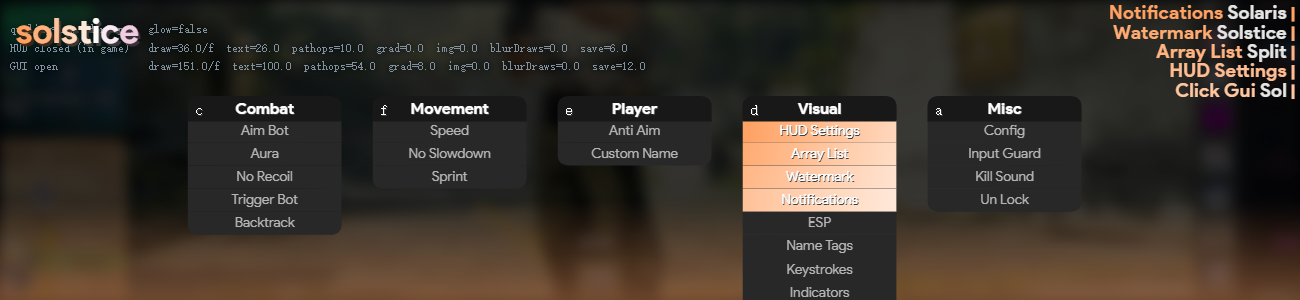 solstice
glow=false
HUD closed (in game) draw=36.0/f text=26.0 pathops=10.0 grad=0.0 img=0.0 blurDraws=0.0 save=6.0
GUI open draw=151.0/f text=100.0 pathops=54.0 grad=8.0 img=0.0 blurDraws=0.0 save=12.0
Notifications Solaris
Watermark Solstice
Array List Split
HUD Settings
Click Gui Sol
c Combat
Aim Bot
Aura
No Recoil
Trigger Bot
Backtrack
f Movement
Speed
No Slowdown
Sprint
e Player
Anti Aim
Custom Name
d Visual
HUD Settings
Array List
Watermark
Notifications
ESP
Name Tags
Keystrokes
Indicators
a Misc
Config
Input Guard
Kill Sound
Un Lock